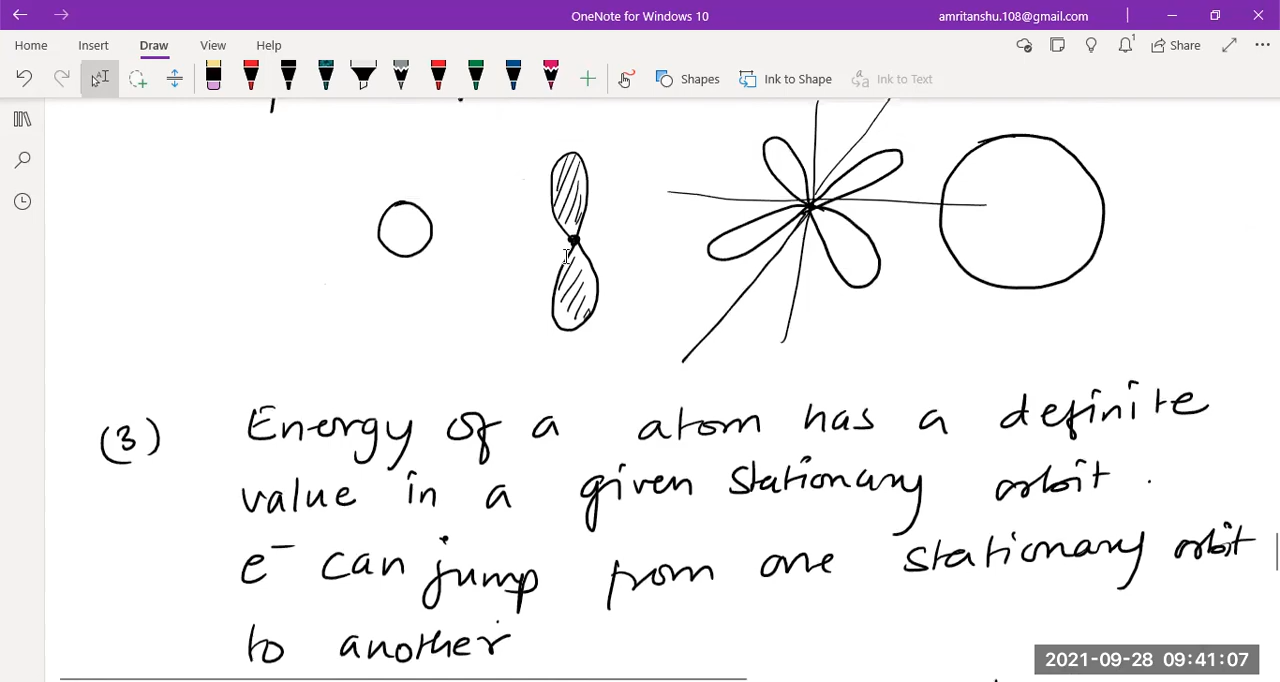 OneNote for Windows 10
amritanshu.108@gmail.com
Home Insert Draw View Help
Share
Shapes Ink to Shape Ink to Text
(3) Energy of a atom has a definite
value in a given stationary orbit.
e⁻ can jump from one stationary orbit
to another
2021-09-28 09:41:07